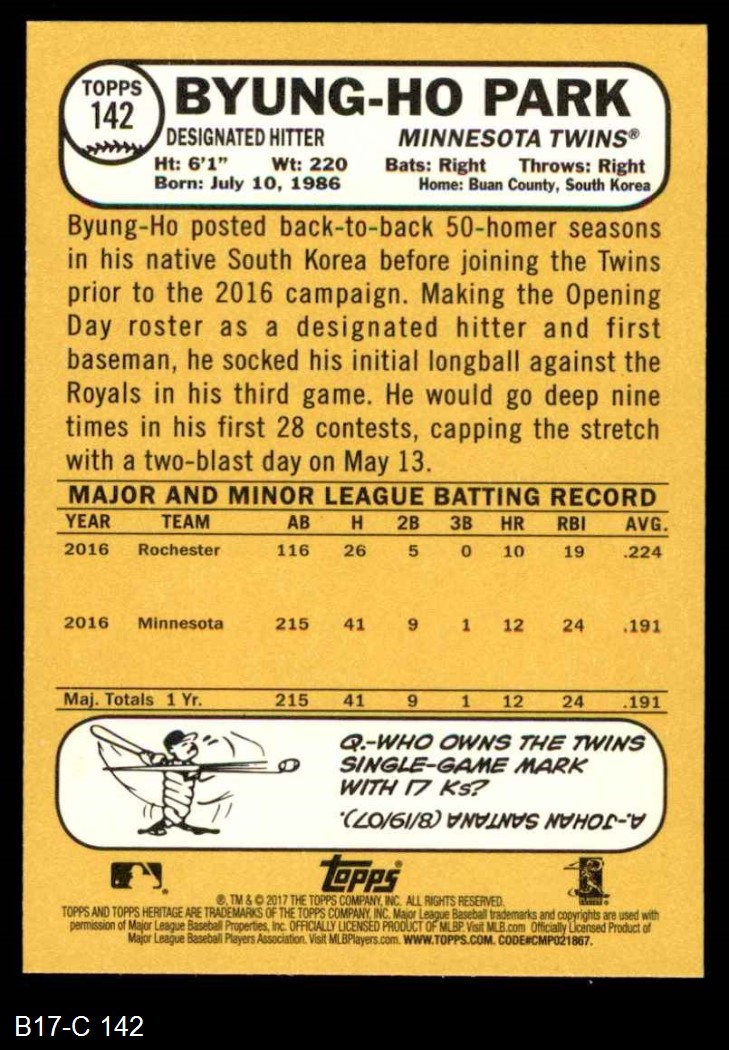 TOPPS
142
BYUNG-HO PARK
DESIGNATED HITTER MINNESOTA TWINS®
Ht: 6'1" Wt: 220 Bats: Right Throws: Right
Born: July 10, 1986 Home: Buan County, South Korea
Byung-Ho posted back-to-back 50-homer seasons
in his native South Korea before joining the Twins
prior to the 2016 campaign. Making the Opening
Day roster as a designated hitter and first
baseman, he socked his initial longball against the
Royals in his third game. He would go deep nine
times in his first 28 contests, capping the stretch
with a two-blast day on May 13.
MAJOR AND MINOR LEAGUE BATTING RECORD
YEAR TEAM AB H 2B 3B HR RBI AVG.
2016 Rochester 116 26 5 0 10 19 .224
2016 Minnesota 215 41 9 1 12 24 .191
Maj. Totals 1 Yr. 215 41 9 1 12 24 .191
Q.-WHO OWNS THE TWINS
SINGLE-GAME MARK
WITH 17 Ks?
A.-JOHAN SANTANA (8/19/07).
topps
®, TM & © 2017 THE TOPPS COMPANY, INC. ALL RIGHTS RESERVED.
TOPPS AND TOPPS HERITAGE ARE TRADEMARKS OF THE TOPPS COMPANY, INC. Major League Baseball trademarks and copyrights are used with
permission of Major League Baseball Properties, Inc. OFFICIALLY LICENSED PRODUCT OF MLBP. Visit MLB.com Officially Licensed Product of
Major League Baseball Players Association. Visit MLBPlayers.com. WWW.TOPPS.COM. CODE#CMP021867.
B17-C 142